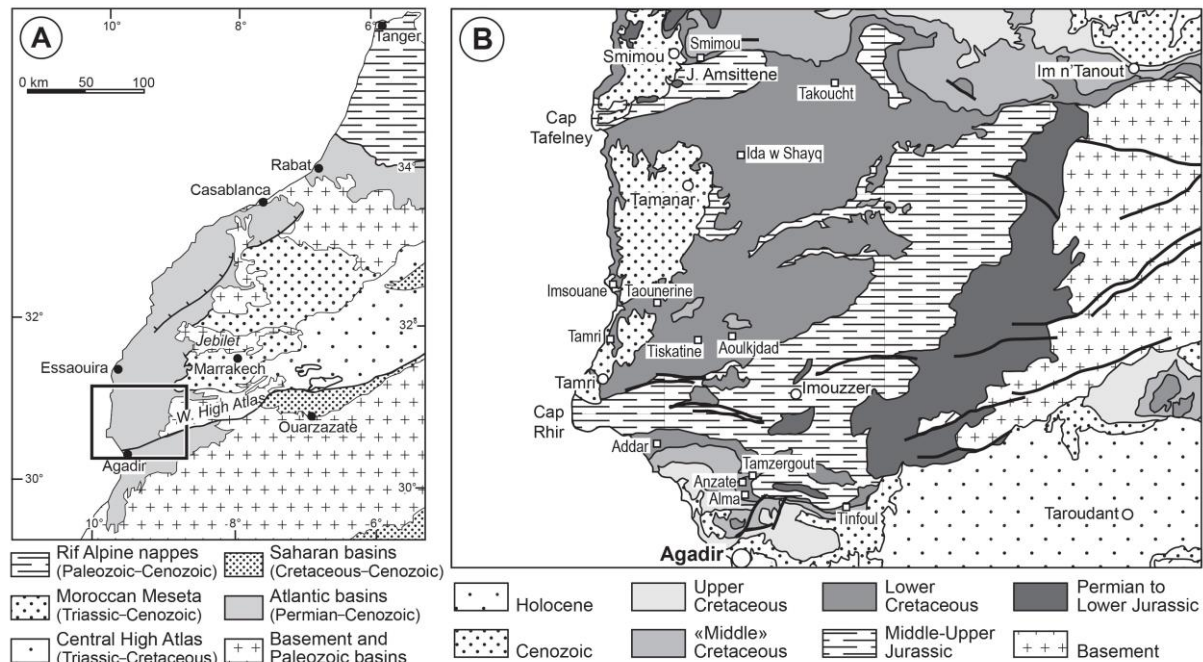 A
10°
8°
6°
Tanger
0 km 50 100
Rabat
34°
Casablanca
32°
32°
Jebilet
Essaouira
Marrakech
W. High Atlas
Ouarzazate
30°
Agadir
30°
10°
8°
6°
Rif Alpine nappes
(Paleozoic–Cenozoic)
Saharan basins
(Cretaceous–Cenozoic)
Moroccan Meseta
(Triassic–Cenozoic)
Atlantic basins
(Permian–Cenozoic)
Central High Atlas
(Triassic–Cretaceous)
Basement and
Paleozoic basins
B
Smimou
Smimou
J. Amsittene
Im n'Tanout
Takoucht
Cap
Tafelney
Ida w Shayq
Tamanar
Imsouane
Taounerine
Tamri
Tiskatine
Aoulkjdad
Tamri
Imouzzer
Cap
Rhir
Addar
Tamzergout
Anzate
Alma
Tinfoul
Taroudant
Agadir
Holocene
Upper
Cretaceous
Lower
Cretaceous
Permian to
Lower Jurassic
Cenozoic
«Middle»
Cretaceous
Middle-Upper
Jurassic
Basement